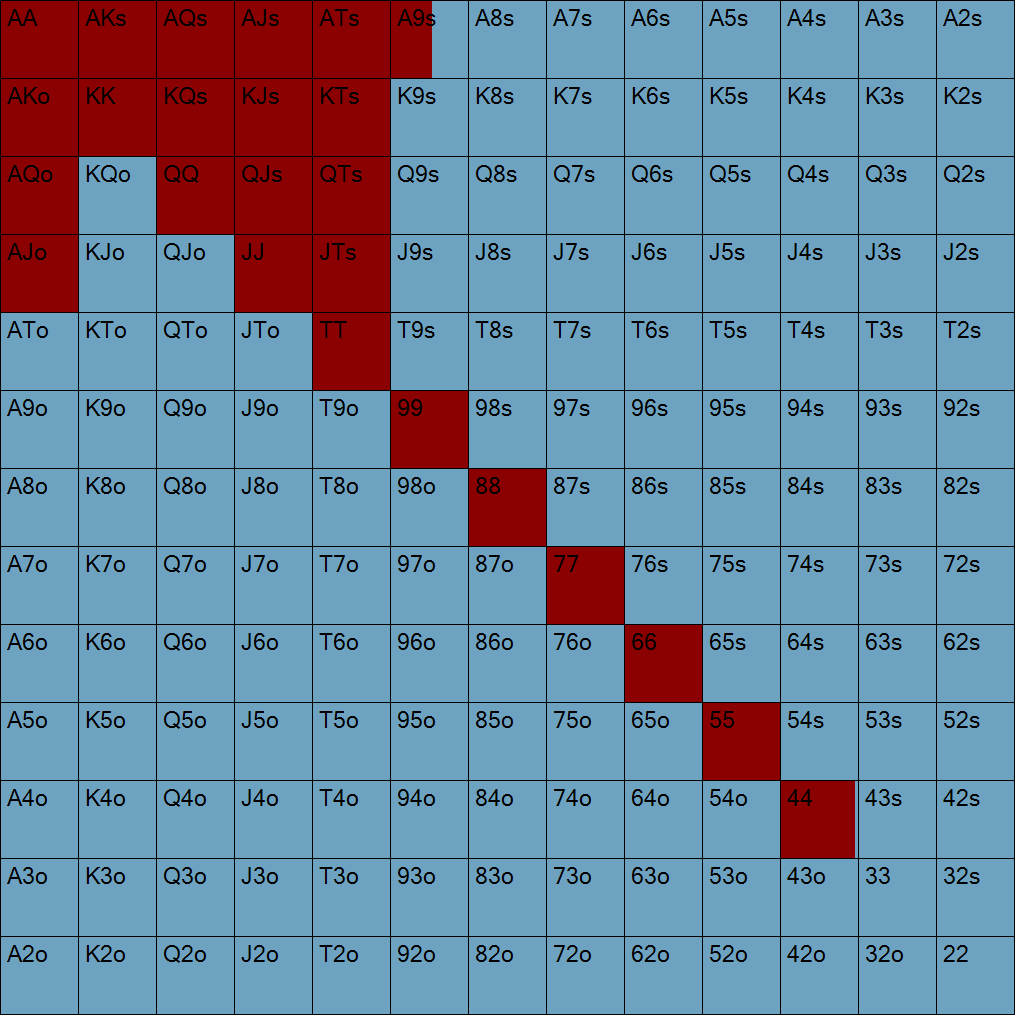 AA AKs AQs AJs ATs A9s A8s A7s A6s A5s A4s A3s A2s
AKo KK KQs KJs KTs K9s K8s K7s K6s K5s K4s K3s K2s
AQo KQo QQ QJs QTs Q9s Q8s Q7s Q6s Q5s Q4s Q3s Q2s
AJo KJo QJo JJ JTs J9s J8s J7s J6s J5s J4s J3s J2s
ATo KTo QTo JTo TT T9s T8s T7s T6s T5s T4s T3s T2s
A9o K9o Q9o J9o T9o 99 98s 97s 96s 95s 94s 93s 92s
A8o K8o Q8o J8o T8o 98o 88 87s 86s 85s 84s 83s 82s
A7o K7o Q7o J7o T7o 97o 87o 77 76s 75s 74s 73s 72s
A6o K6o Q6o J6o T6o 96o 86o 76o 66 65s 64s 63s 62s
A5o K5o Q5o J5o T5o 95o 85o 75o 65o 55 54s 53s 52s
A4o K4o Q4o J4o T4o 94o 84o 74o 64o 54o 44 43s 42s
A3o K3o Q3o J3o T3o 93o 83o 73o 63o 53o 43o 33 32s
A2o K2o Q2o J2o T2o 92o 82o 72o 62o 52o 42o 32o 22